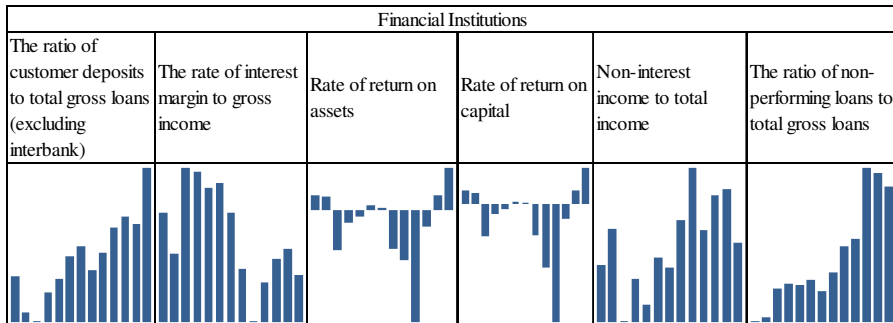 Financial Institutions
The ratio of
customer deposits
to total gross loans
(excluding
interbank)
The rate of interest
margin to gross
income
Rate of return on
assets
Rate of return on
capital
Non-interest
income to total
income
The ratio of non-
performing loans to
total gross loans